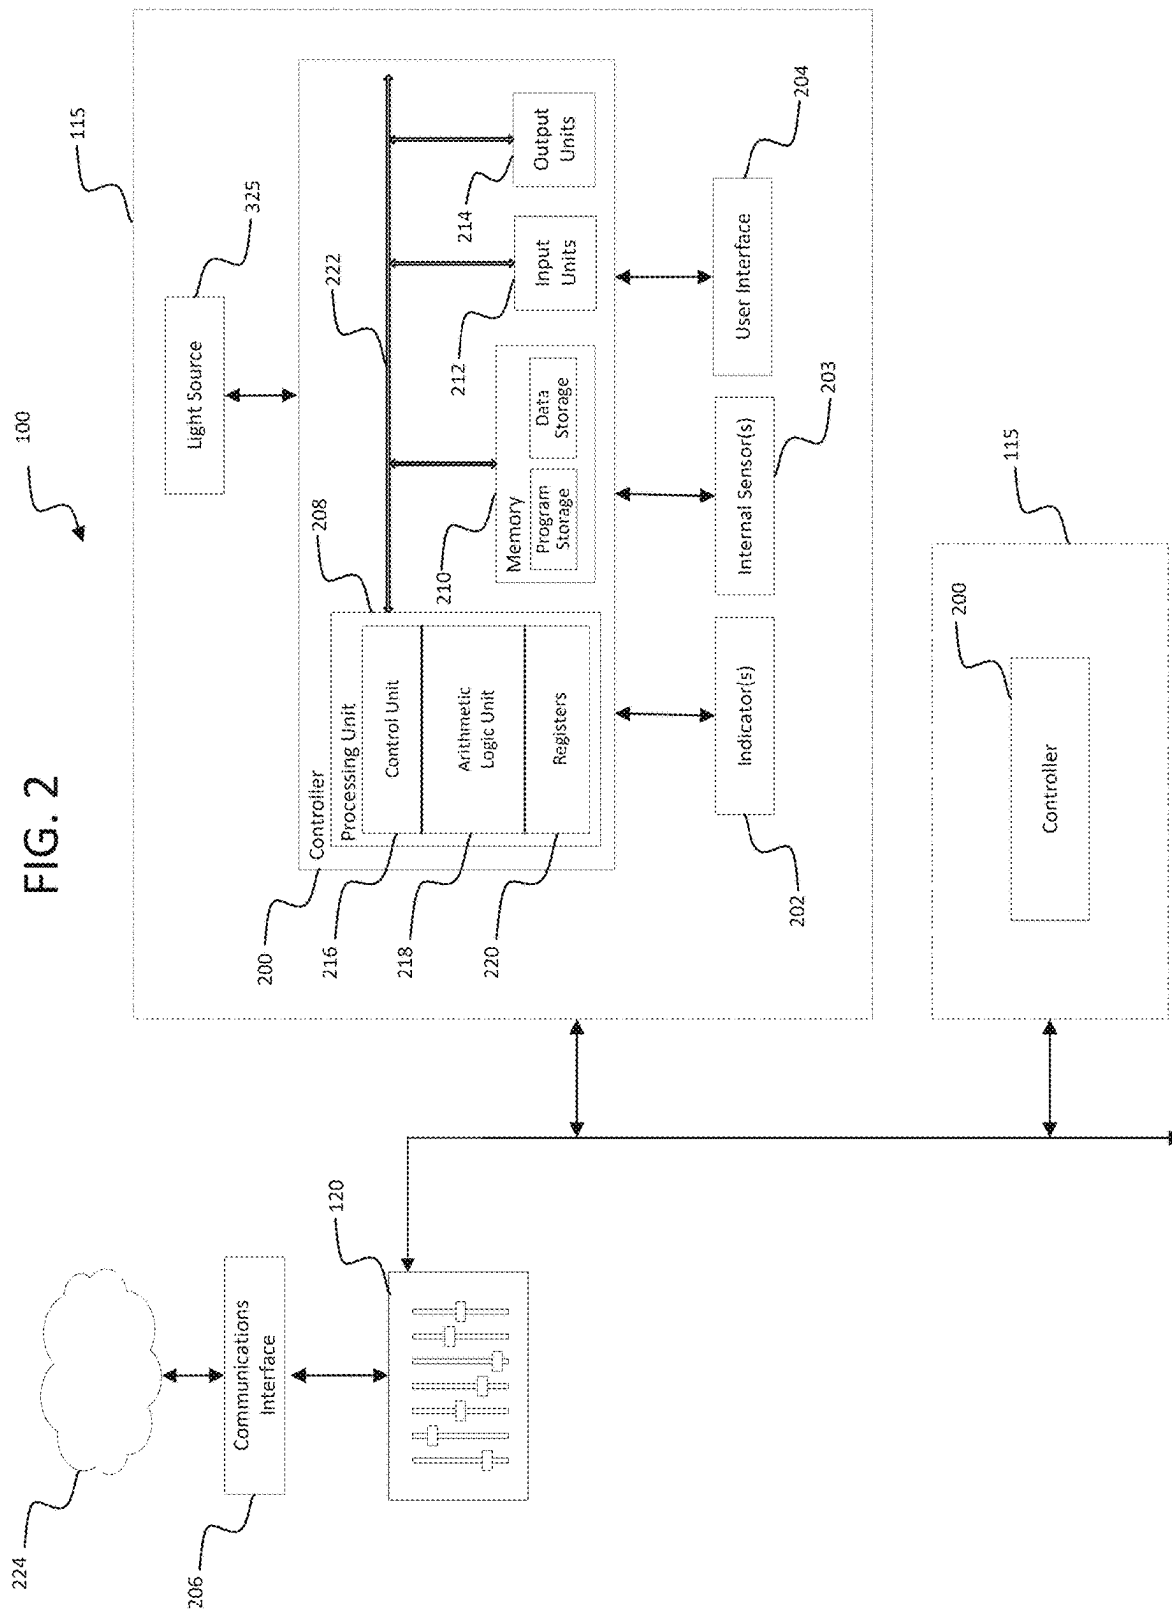 FIG. 2
100
224
Communications
Interface
206
120
115
Light Source
325
Controller
200
Processing Unit
208
Control Unit
216
Arithmetic
Logic Unit
218
Registers
220
222
Memory
210
Program
Storage
Data
Storage
Input
Units
212
Output
Units
214
Indicator(s)
202
Internal Sensor(s)
203
User Interface
204
115
Controller
200